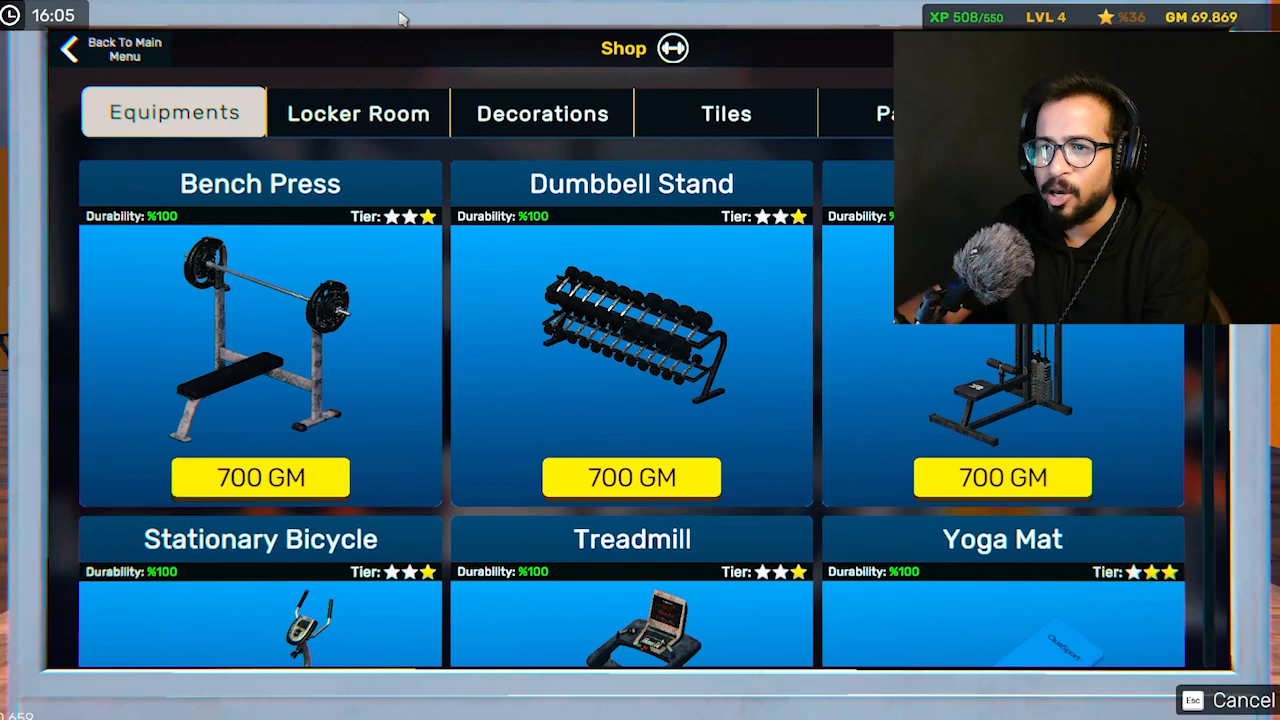 16:05
XP 508/550 LVL 4 %36 GM 69.869
Back To Main
Menu
Shop
Equipments
Locker Room
Decorations
Tiles
Bench Press
Durability: %100 Tier:
700 GM
Dumbbell Stand
Durability: %100 Tier:
700 GM
Durability:
700 GM
Stationary Bicycle
Durability: %100 Tier:
Treadmill
Durability: %100 Tier:
Yoga Mat
Durability: %100 Tier:
Esc Cancel